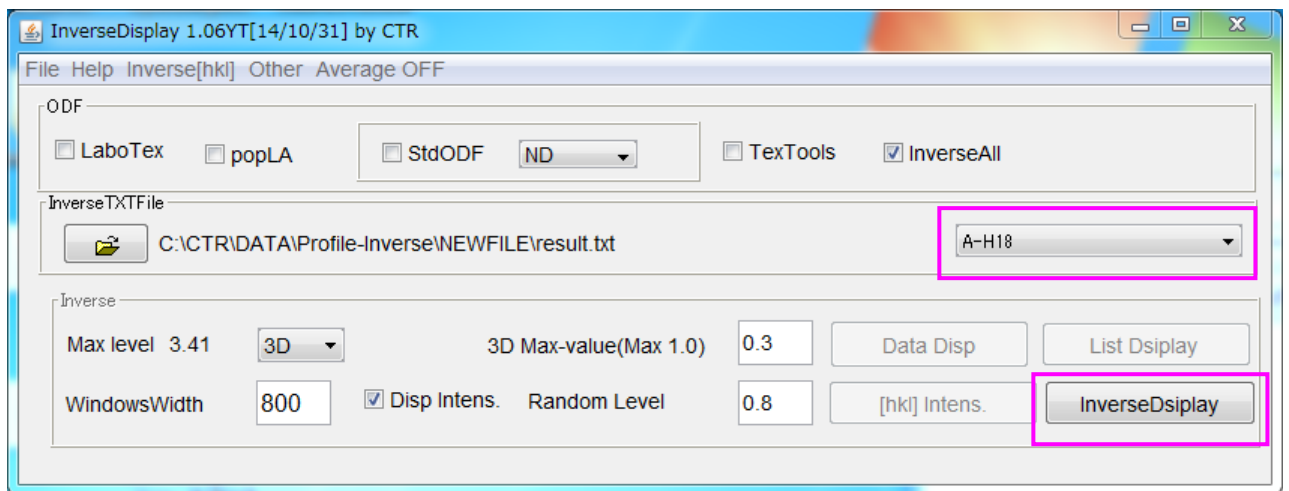 InverseDisplay 1.06YT[14/10/31] by CTR
File Help Inverse[hkl] Other Average OFF
ODF
LaboTex popLA StdODF ND TexTools InverseAll
InverseTXTFile
C:\CTR\DATA\Profile-Inverse\NEWFILE\result.txt A-H18
Inverse
Max level 3.41 3D 3D Max-value(Max 1.0) 0.3 Data Disp List Dsiplay
WindowsWidth 800 Disp Intens. Random Level 0.8 [hkl] Intens. InverseDsiplay